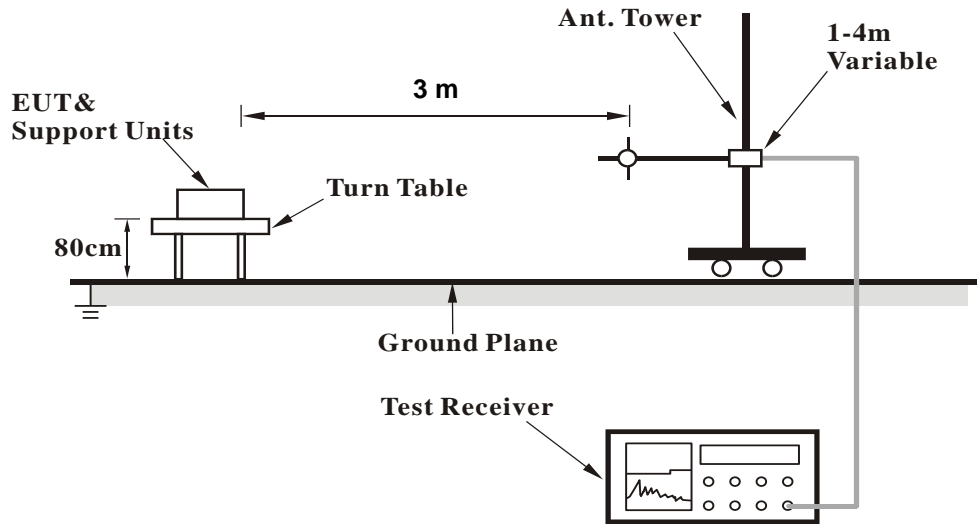 Ant. Tower
1-4m
Variable
3 m
EUT&
Support Units
Turn Table
80cm
Ground Plane
Test Receiver